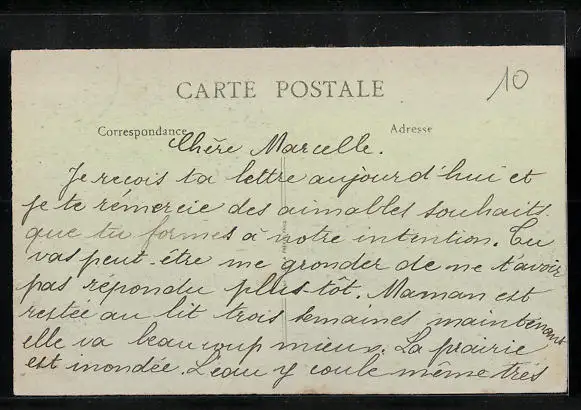 CARTE POSTALE
10
Correspondance
Adresse
Chère Marcelle.
Je reçois ta lettre aujourd'hui et
je te rémercie des aimables souhaits
que tu formes à notre intention. Tu
vas peut-être me gronder de ne t'avoir
pas répondu plus tôt. Maman est
restée au lit trois semaines maintenant
elle va beaucoup mieux. La prairie
est inondée. L'eau y coule même très